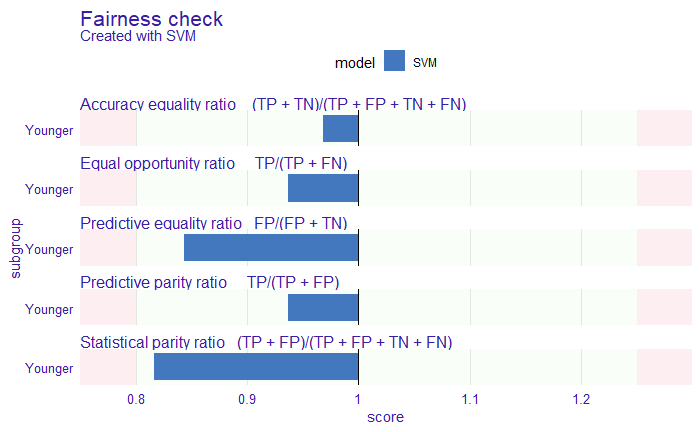 Fairness check
Created with SVM
model SVM
Accuracy equality ratio (TP + TN)/(TP + FP + TN + FN)
Younger
Equal opportunity ratio TP/(TP + FN)
Younger
Predictive equality ratio FP/(FP + TN)
Younger
Predictive parity ratio TP/(TP + FP)
Younger
Statistical parity ratio (TP + FP)/(TP + FP + TN + FN)
Younger
subgroup
0.8 0.9 1 1.1 1.2
score